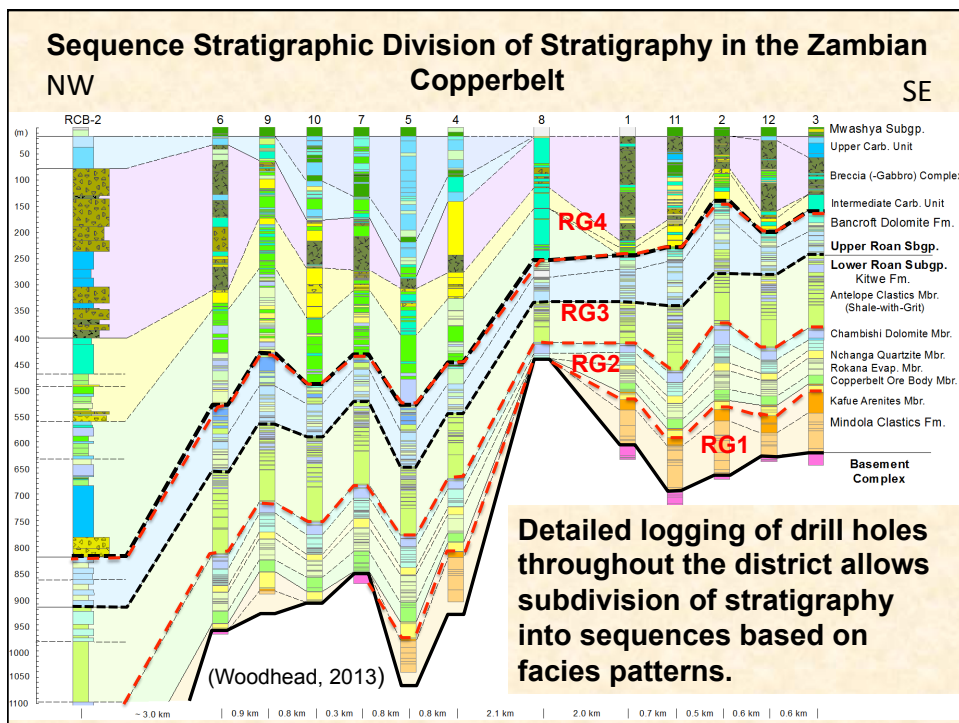 Sequence Stratigraphic Division of Stratigraphy in the Zambian
Copperbelt
NW
SE
RCB-2 6 9 10 7 5 4 8 1 11 2 12 3
(m)
50
100
150
200
250
300
350
400
450
500
550
600
650
700
750
800
850
900
950
1000
1050
1100
Mwashya Subgp.
Upper Carb. Unit
Breccia (-Gabbro) Complex
Intermediate Carb. Unit
Bancroft Dolomite Fm.
Upper Roan Sbgp.
Lower Roan Subgp.
Kitwe Fm.
Antelope Clastics Mbr.
(Shale-with-Grit)
Chambishi Dolomite Mbr.
Nchanga Quartzite Mbr.
Rokana Evap. Mbr.
Copperbelt Ore Body Mbr.
Kafue Arenites Mbr.
Mindola Clastics Fm.
Basement
Complex
RG4
RG3
RG2
RG1
Detailed logging of drill holes
throughout the district allows
subdivision of stratigraphy
into sequences based on
facies patterns.
(Woodhead, 2013)
~ 3.0 km 0.9 km 0.8 km 0.3 km 0.8 km 0.8 km 2.1 km 2.0 km 0.7 km 0.5 km 0.6 km 0.6 km